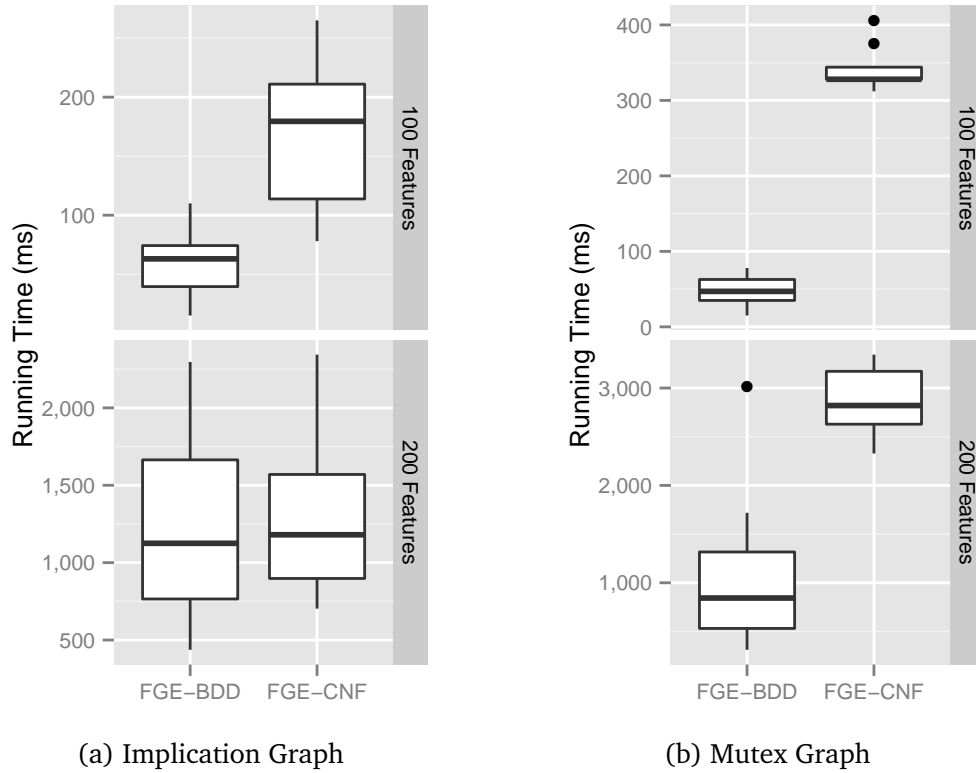 Running Time (ms)
200
100
100 Features
2,000
1,500
1,000
500
200 Features
FGE−BDD
FGE−CNF
(a) Implication Graph
Running Time (ms)
400
300
200
100
0
100 Features
3,000
2,000
1,000
200 Features
FGE−BDD
FGE−CNF
(b) Mutex Graph